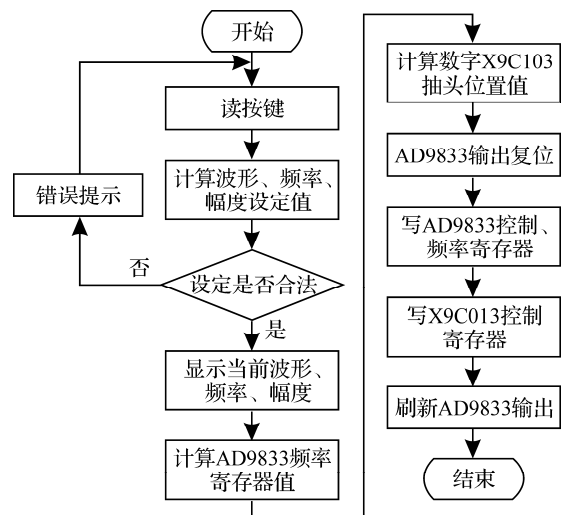 开始
读按键
计算波形、频率、
幅度设定值
错误提示
否
设定是否合法
是
显示当前波形、
频率、幅度
计算AD9833频率
寄存器值
计算数字X9C103
抽头位置值
AD9833输出复位
写AD9833控制、
频率寄存器
写X9C013控制
寄存器
刷新AD9833输出
结束